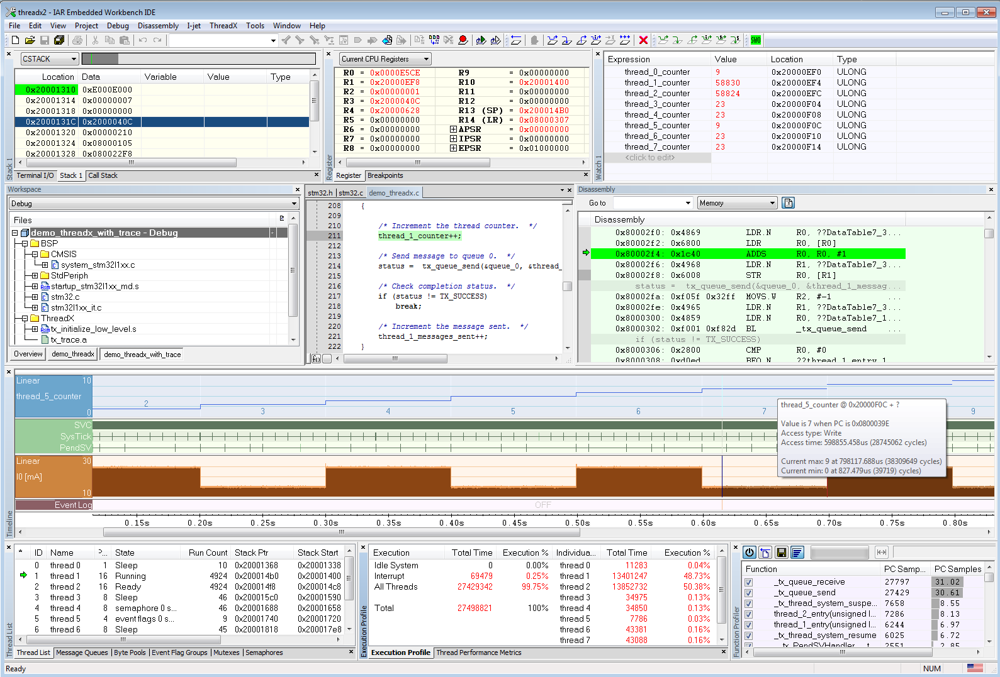 threadx2 - IAR Embedded Workbench IDE
File Edit View Project Debug Disassembly I-jet ThreadX Tools Window Help
SWO
CSTACK
Location Data Variable Value Type
0x20001310 0xE000E000
0x20001314 0x00000007
0x20001318 0x00000000
0x2000131C 0x2000040C
0x20001320 0x00000210
0x20001324 0x08000105
0x20001328 0x080022F8
Stack 1
Terminal I/O Stack 1 Call Stack
Current CPU Registers
R0 = 0x0000E5CE R9 = 0x00000000
R1 = 0x20000EF8 R10 = 0x20001400
R2 = 0x00000001 R11 = 0x00000000
R3 = 0x2000040C R12 = 0x00000000
R4 = 0x20000628 R13 (SP) = 0x200014B0
R5 = 0x00000000 R14 (LR) = 0x08000307
R6 = 0x00000000 APSR = 0x00000000
R7 = 0x00000000 IPSR = 0x00000000
R8 = 0x00000000 EPSR = 0x01000000
Register
Register Breakpoints
Expression Value Location Type
thread_0_counter 9 0x20000EF0 ULONG
thread_1_counter 58830 0x20000EF4 ULONG
thread_2_counter 58824 0x20000EFC ULONG
thread_3_counter 23 0x20000F04 ULONG
thread_4_counter 23 0x20000F08 ULONG
thread_5_counter 9 0x20000F0C ULONG
thread_6_counter 23 0x20000F10 ULONG
thread_7_counter 23 0x20000F14 ULONG
<click to edit>
Watch 1
Workspace
Debug
Files
demo_threadx_with_trace - Debug
BSP
CMSIS
system_stm32l1xx.c
StdPeriph
startup_stm32l1xx_md.s
stm32.c
stm32l1xx_it.c
ThreadX
tx_initialize_low_level.s
tx_trace.a
Overview demo_threadx demo_threadx_with_trace
stm32.h stm32.c demo_threadx.c
208 {
209
210 /* Increment the thread counter. */
211 thread_1_counter++;
212
213 /* Send message to queue 0. */
214 status = tx_queue_send(&queue_0, &thread_
215
216 /* Check completion status. */
217 if (status != TX_SUCCESS)
218 break;
219
220 /* Increment the message sent. */
221 thread_1_messages_sent++;
222 }
f()
Disassembly
Go to Memory
Disassembly
0x80002f0: 0x4869 LDR.N R0, ??DataTable7_3...
0x80002f2: 0x6800 LDR R0, [R0]
0x80002f4: 0x1c40 ADDS R0, R0, #1
0x80002f6: 0x4968 LDR.N R1, ??DataTable7_3...
0x80002f8: 0x6008 STR R0, [R1]
status = tx_queue_send(&queue_0, &thread_1_messag...
0x80002fa: 0xf05f 0x32ff MOVS.W R2, #-1 ...
0x80002fe: 0x4965 LDR.N R1, ??DataTable7_3...
0x8000300: 0x4859 LDR.N R0, ??DataTable7_3...
0x8000302: 0xf001 0xf82d BL _tx_queue_send ...
if (status != TX_SUCCESS)
0x8000306: 0x2800 CMP R0, #0
0x8000308: 0xd0ed BEQ.N ??thread_1_entry_1
Linear 10
thread_5_counter
0
2 3 4 5 6 7 9
SVC
SysTick
PendSV
Linear 30
I0 [mA]
10
Event Log OFF
0.15s 0.20s 0.25s 0.30s 0.35s 0.40s 0.45s 0.50s 0.55s 0.60s 0.65s 0.70s 0.75s 0.80s
Timeline
thread_5_counter @ 0x20000F0C + ?
Value is 7 when PC is 0x0800039E
Access type: Write
Access time: 598855.458us (28745062 cycles)
Current max: 9 at 798117.688us (38309649 cycles)
Current min: 0 at 827.479us (39719) cycles)
* ID Name P... State Run Count Stack Ptr Stack Start
0 thread 0 1 Sleep 10 0x20001368 0x20001338
1 thread 1 16 Running 4924 0x200014b0 0x20001400
2 thread 2 16 Ready 4924 0x200014f8 0x200014c8
3 thread 3 8 Sleep 46 0x200015c0 0x20001590
4 thread 4 8 semaphore 0 s... 46 0x20001688 0x20001658
5 thread 5 4 event flags 0 s... 9 0x20001740 0x20001720
6 thread 6 8 Sleep 45 0x20001818 0x200017e8
Thread List
Thread List Message Queues Byte Pools Event Flag Groups Mutexes Semaphores
Execution Total Time Execution % Individua... Total Time Execution %
Idle System 0 0.00% thread 0 11283 0.04%
Interrupt 69479 0.25% thread 1 13401247 48.73%
All Threads 27429342 99.75% thread 2 13852732 50.38%
thread 3 34975 0.13%
Total 27498821 100% thread 4 34850 0.13%
thread 5 7786 0.03%
thread 6 43381 0.16%
thread 7 43088 0.16%
Execution Profile
Execution Profile Thread Performance Metrics
Function PC Samp... PC Samples
_tx_queue_receive 27797 31.02
_tx_queue_send 27429 30.61
_tx_thread_system_suspe... 7658 8.55
thread_2_entry(unsigned l... 7286 8.13
thread_1_entry(unsigned l... 6244 6.97
_tx_thread_system_resume 6025 6.72
__tx_PendSVHandler, __t... 2551 2.85
Function Profiler
Ready NUM